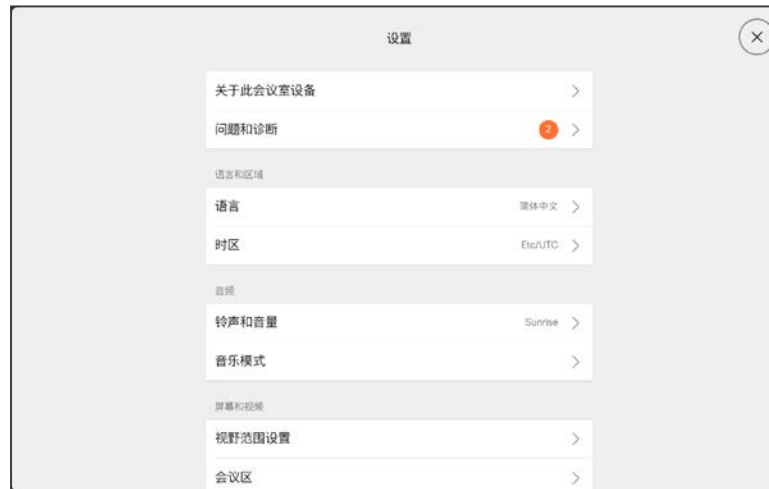 设置
关于此会议室设备
问题和诊断 2
语言和区域
语言 简体中文
时区 Etc/UTC
音频
铃声和音量 Sunrise
音乐模式
屏幕和视频
视野范围设置
会议区